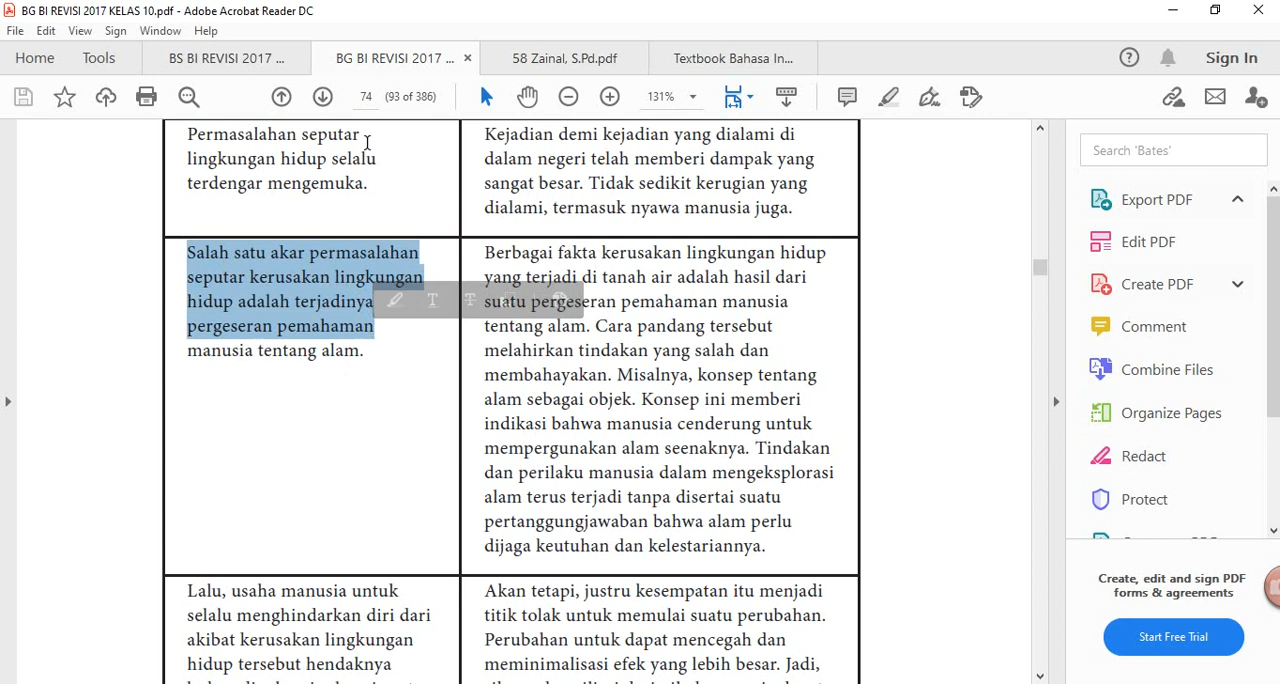 BG BI REVISI 2017 KELAS 10.pdf - Adobe Acrobat Reader DC
File Edit View Sign Window Help
Home Tools BS BI REVISI 2017 ... BG BI REVISI 2017 ... × 58 Zainal, S.Pd.pdf Textbook Bahasa In... Sign In
74 (93 of 386) 131%
Permasalahan seputar
lingkungan hidup selalu
terdengar mengemuka.
Kejadian demi kejadian yang dialami di
dalam negeri telah memberi dampak yang
sangat besar. Tidak sedikit kerugian yang
dialami, termasuk nyawa manusia juga.
Salah satu akar permasalahan
seputar kerusakan lingkungan
hidup adalah terjadinya
pergeseran pemahaman
manusia tentang alam.
Berbagai fakta kerusakan lingkungan hidup
yang terjadi di tanah air adalah hasil dari
suatu pergeseran pemahaman manusia
tentang alam. Cara pandang tersebut
melahirkan tindakan yang salah dan
membahayakan. Misalnya, konsep tentang
alam sebagai objek. Konsep ini memberi
indikasi bahwa manusia cenderung untuk
mempergunakan alam seenaknya. Tindakan
dan perilaku manusia dalam mengeksplorasi
alam terus terjadi tanpa disertai suatu
pertanggungjawaban bahwa alam perlu
dijaga keutuhan dan kelestariannya.
Lalu, usaha manusia untuk
selalu menghindarkan diri dari
akibat kerusakan lingkungan
hidup tersebut hendaknya
Akan tetapi, justru kesempatan itu menjadi
titik tolak untuk memulai suatu perubahan.
Perubahan untuk dapat mencegah dan
meminimalisasi efek yang lebih besar. Jadi,
Search 'Bates'
Export PDF
Edit PDF
Create PDF
Comment
Combine Files
Organize Pages
Redact
Protect
Create, edit and sign PDF
forms & agreements
Start Free Trial